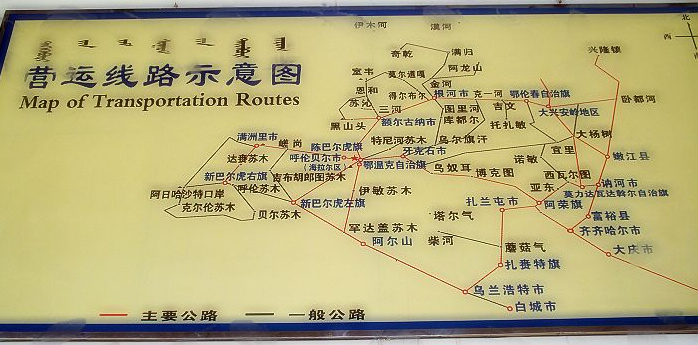 伊木河
漠河
北
西
营运线路示意图
Map of Transportation Routes
奇乾
满归
兴隆镇
室韦
莫尔道嘎
阿龙山
恩和
金河
得尔布尔
根河市
克一河
鄂伦春自治旗
卧都河
苏沁
三河
图里河
吉文
大兴安岭地区
黑山头
额尔古纳市
库都尔
托扎敏
大杨树
满洲里市
嵯岗
陈巴尔虎旗
特尼河苏木
乌尔旗汗
宜里
达赉苏木
呼伦贝尔市
（海拉尔区）
牙克石市
诺敏
嫩江县
鄂温克自治旗
乌奴耳
博克图
西瓦尔图
新巴尔虎右旗
吉布胡郎图苏木
亚东
讷河市
阿日哈沙特口岸
呼伦苏木
伊敏苏木
扎兰屯市
莫力达瓦达斡尔自治旗
克尔伦苏木
贝尔苏木
新巴尔虎左旗
塔尔气
阿荣旗
富裕县
罕达盖苏木
柴河
齐齐哈尔市
阿尔山
蘑菇气
大庆市
扎赉特旗
乌兰浩特市
白城市
主要公路
一般公路